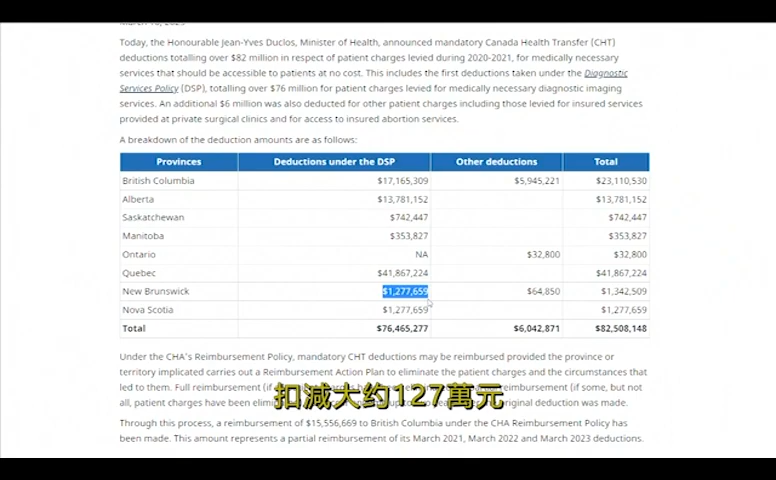 Today, the Honourable Jean-Yves Duclos, Minister of Health, announced mandatory Canada Health Transfer (CHT)
deductions totalling over $82 million in respect of patient charges levied during 2020-2021, for medically necessary
services that should be accessible to patients at no cost. This includes the first deductions taken under the Diagnostic
Services Policy (DSP), totalling over $76 million for patient charges levied for medically necessary diagnostic imaging
services. An additional $6 million was also deducted for other patient charges including those levied for insured services
provided at private surgical clinics and for access to insured abortion services.
A breakdown of the deduction amounts are as follows:
Provinces Deductions under the DSP Other deductions Total
British Columbia $17,165,309 $5,945,221 $23,110,530
Alberta $13,781,152 $13,781,152
Saskatchewan $742,447 $742,447
Manitoba $353,827 $353,827
Ontario NA $32,800 $32,800
Quebec $41,867,224 $41,867,224
New Brunswick $1,277,659 $64,850 $1,342,509
Nova Scotia $1,277,659 $1,277,659
Total $76,465,277 $6,042,871 $82,508,148
Under the CHA's Reimbursement Policy, mandatory CHT deductions may be reimbursed provided the province or
territory implicated carries out a Reimbursement Action Plan to eliminate the patient charges and the circumstances that
led to them. Full reimbursement (if reimbursement (if some, but not
all, patient charges have been original deduction was made.
扣減大約127萬元
Through this process, a reimbursement of $15,556,669 to British Columbia under the CHA Reimbursement Policy has
been made. This amount represents a partial reimbursement of its March 2021, March 2022 and March 2023 deductions.